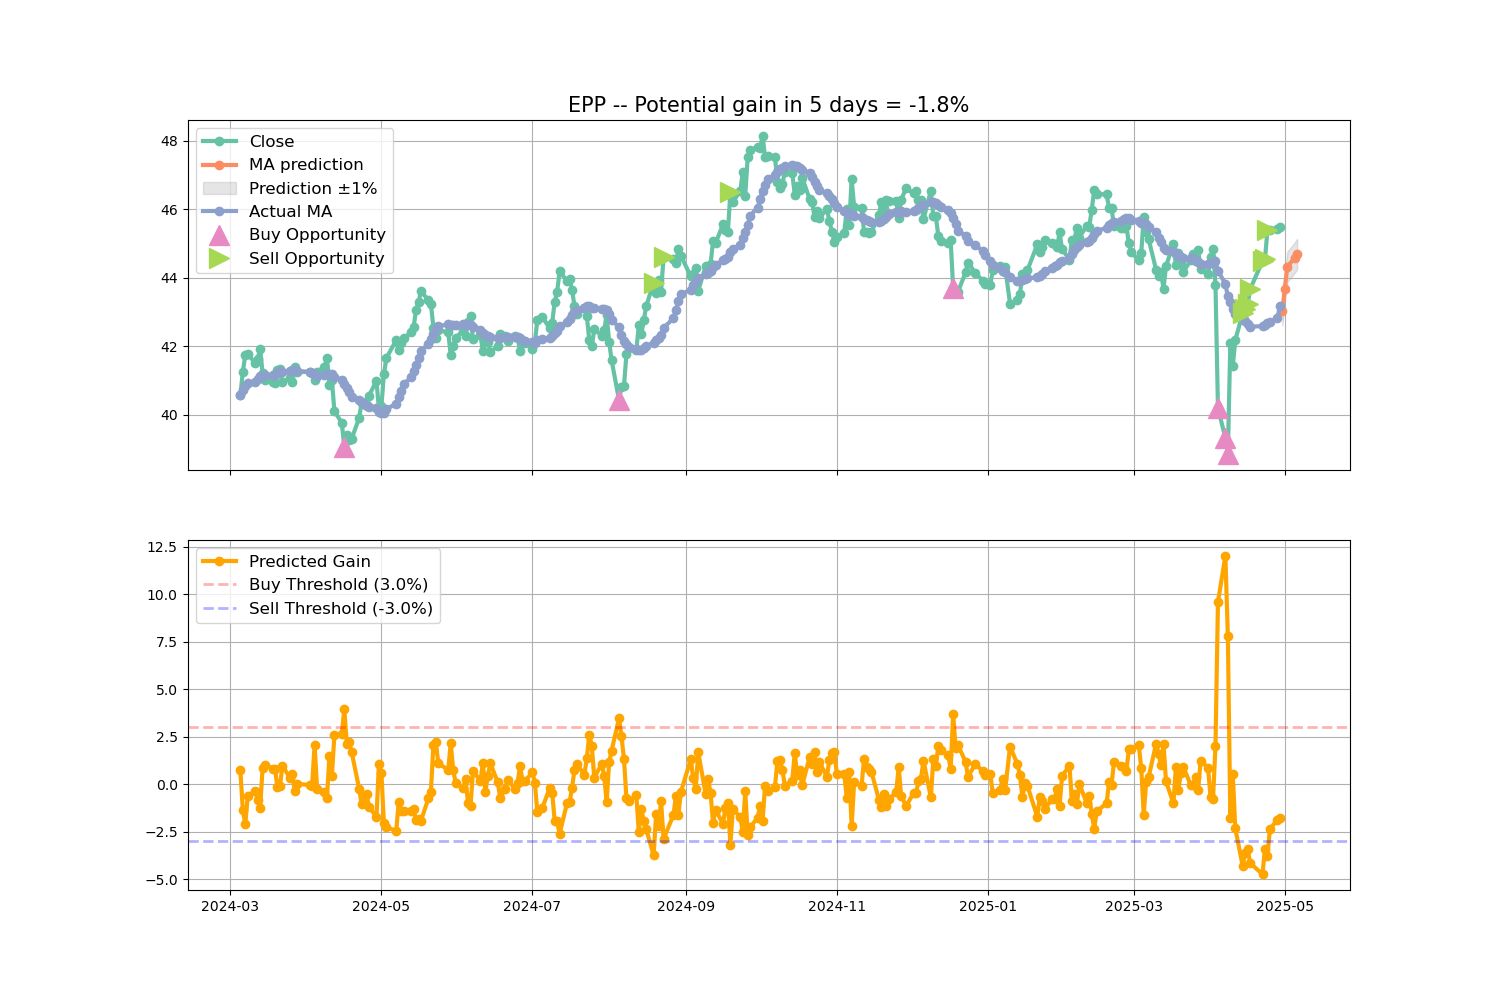 EPP -- Potential gain in 5 days = -1.8%
48
46
44
42
40
Close
MA prediction
Prediction ±1%
Actual MA
Buy Opportunity
Sell Opportunity
12.5
10.0
7.5
5.0
2.5
0.0
−2.5
−5.0
Predicted Gain
Buy Threshold (3.0%)
Sell Threshold (-3.0%)
2024-03
2024-05
2024-07
2024-09
2024-11
2025-01
2025-03
2025-05